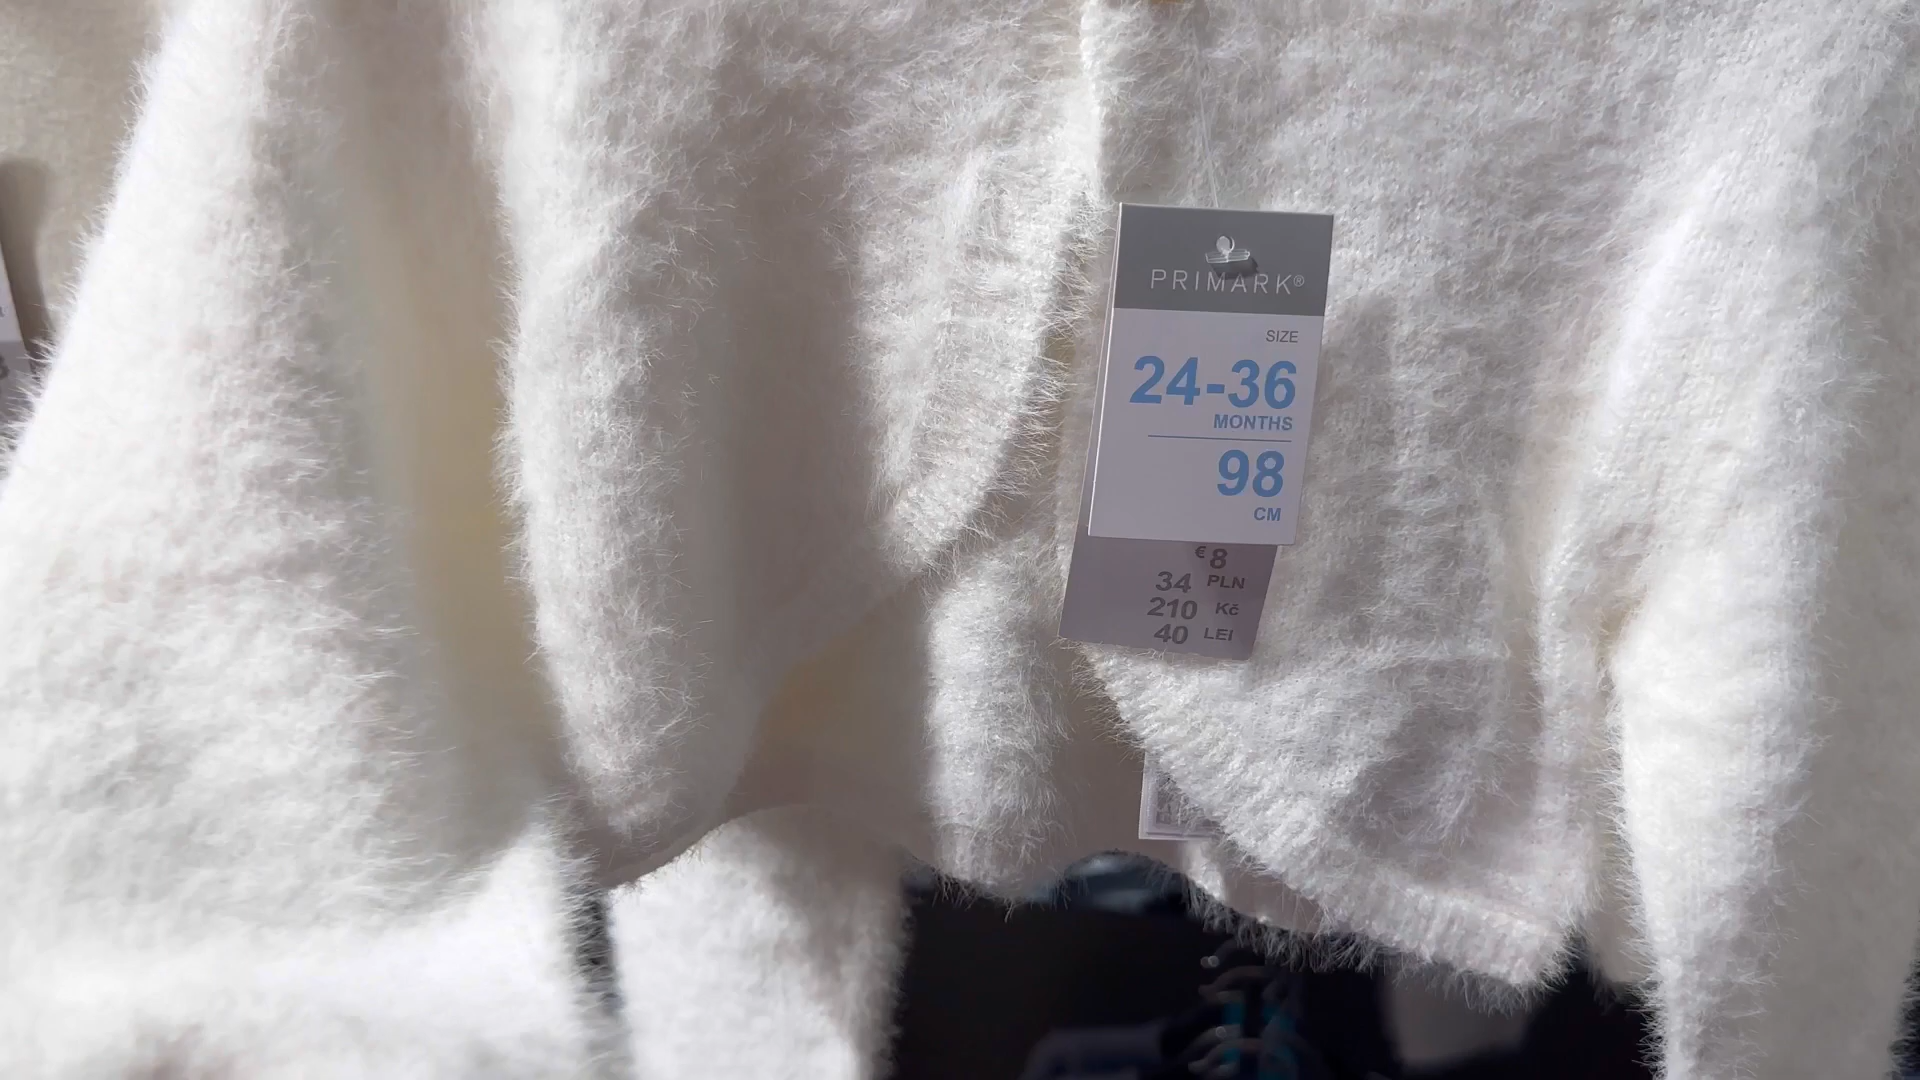 PRIMARK®
SIZE
24-36
MONTHS
98
CM
€ 8
34 PLN
210 Kč
40 LEI